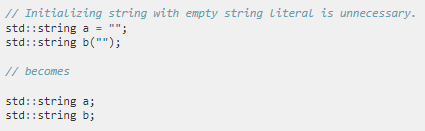 // Initializing string with empty string literal is unnecessary.
std::string a = "";
std::string b("");
// becomes
std::string a;
std::string b;